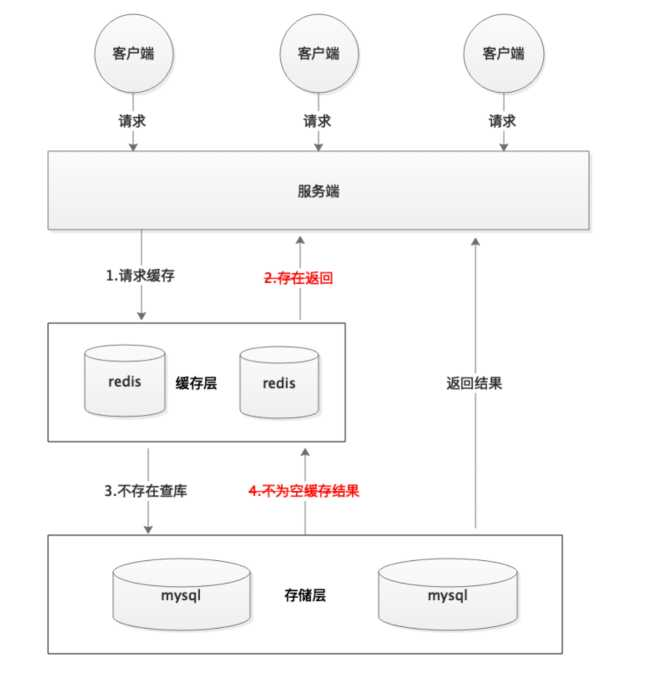 客户端
客户端
客户端
请求
请求
请求
服务端
1.请求缓存
2.存在返回
redis
缓存层
redis
返回结果
3.不存在查库
4.不为空缓存结果
mysql
存储层
mysql